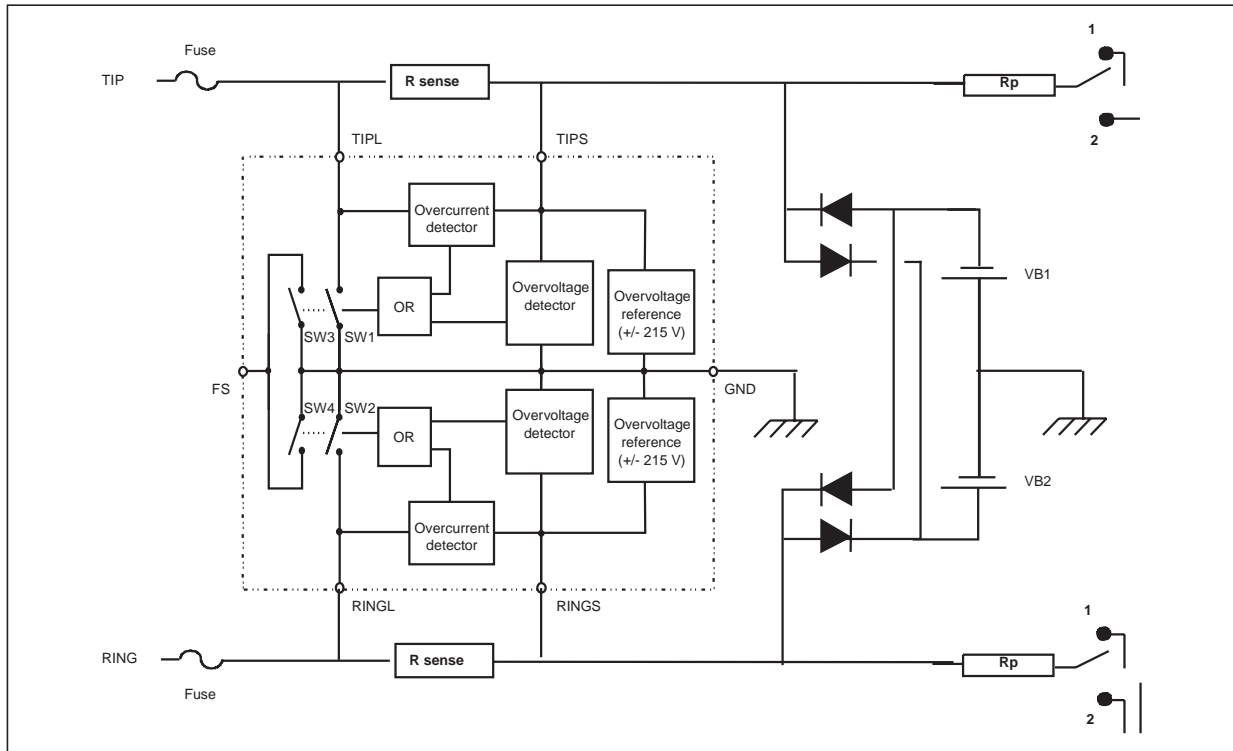 Fuse
TIP
R sense
Rp
1
2
TIPL
TIPS
Overcurrent
detector
OR
Overvoltage
detector
Overvoltage
reference
(+/- 215 V)
VB1
SW3
SW1
FS
GND
SW4
SW2
OR
Overvoltage
detector
Overvoltage
reference
(+/- 215 V)
VB2
Overcurrent
detector
RINGL
RINGS
RING
Fuse
R sense
Rp
1
2